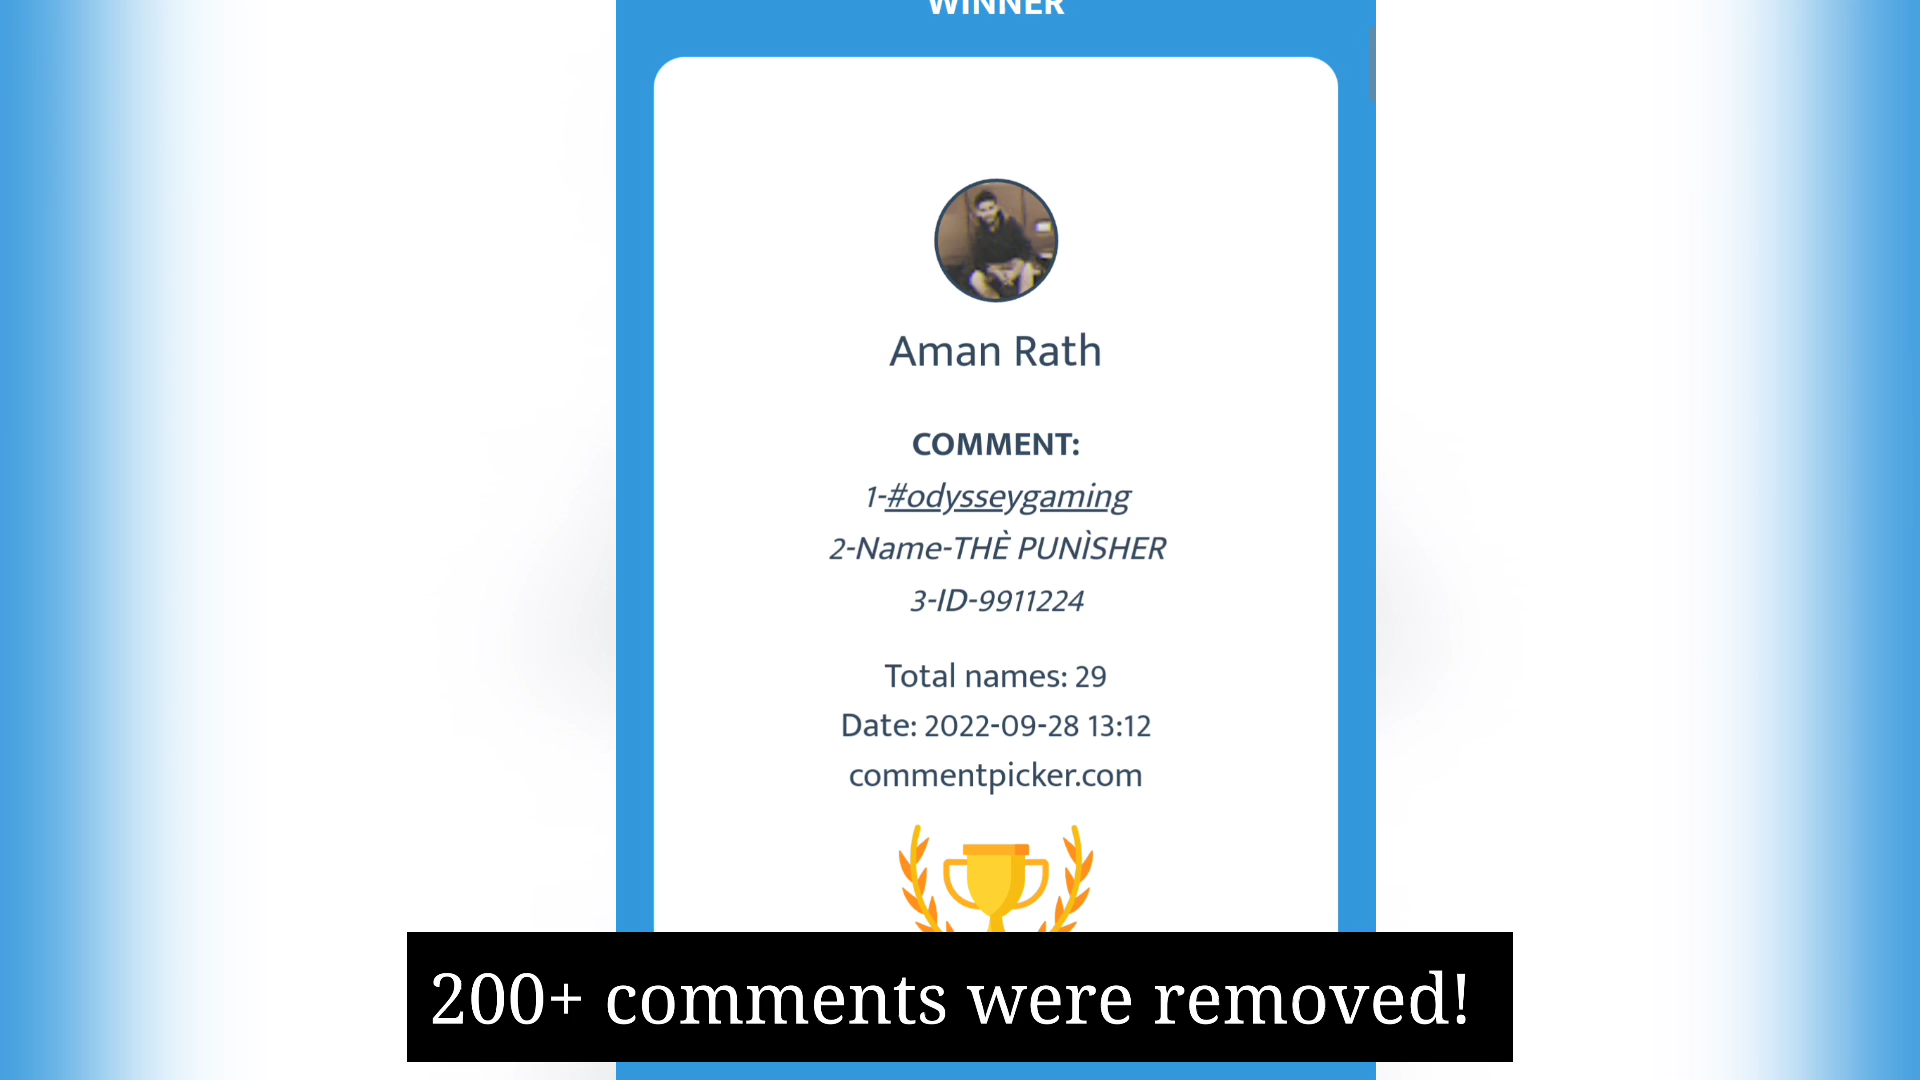 WINNER
Aman Rath
COMMENT:
1-#odysseygaming
2-Name-THÈ PUNÌSHER
3-ID-9911224
Total names: 29
Date: 2022-09-28 13:12
commentpicker.com
200+ comments were removed!